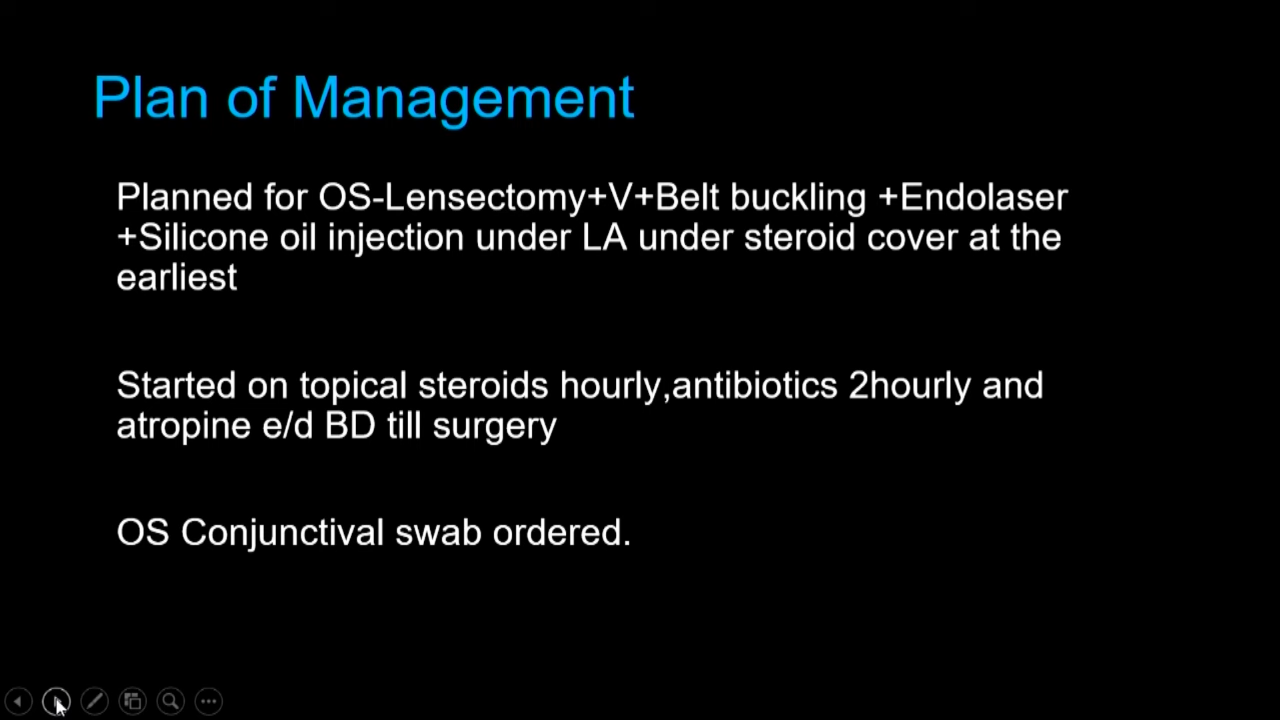 Plan of Management
Planned for OS-Lensectomy+V+Belt buckling +Endolaser
+Silicone oil injection under LA under steroid cover at the
earliest
Started on topical steroids hourly,antibiotics 2hourly and
atropine e/d BD till surgery
OS Conjunctival swab ordered.